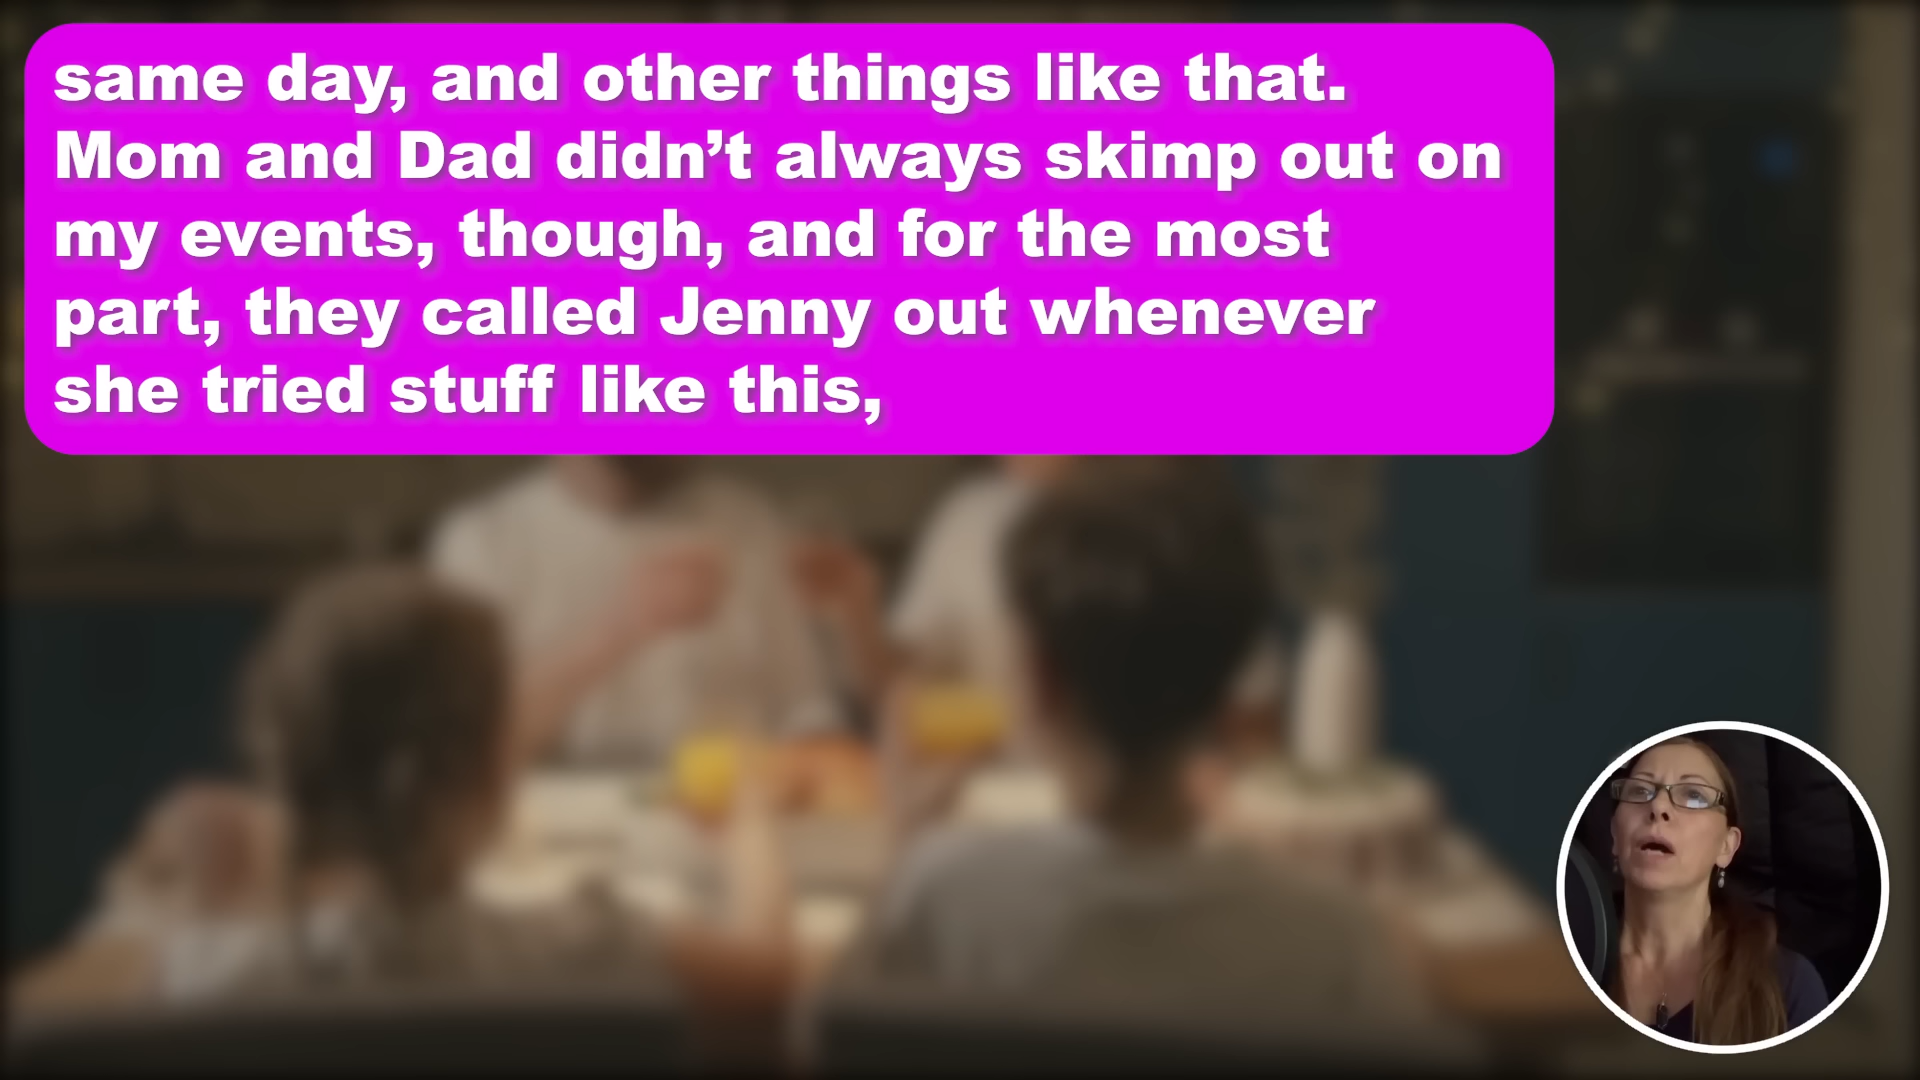 same day, and other things like that.
Mom and Dad didn’t always skimp out on
my events, though, and for the most
part, they called Jenny out whenever
she tried stuff like this,